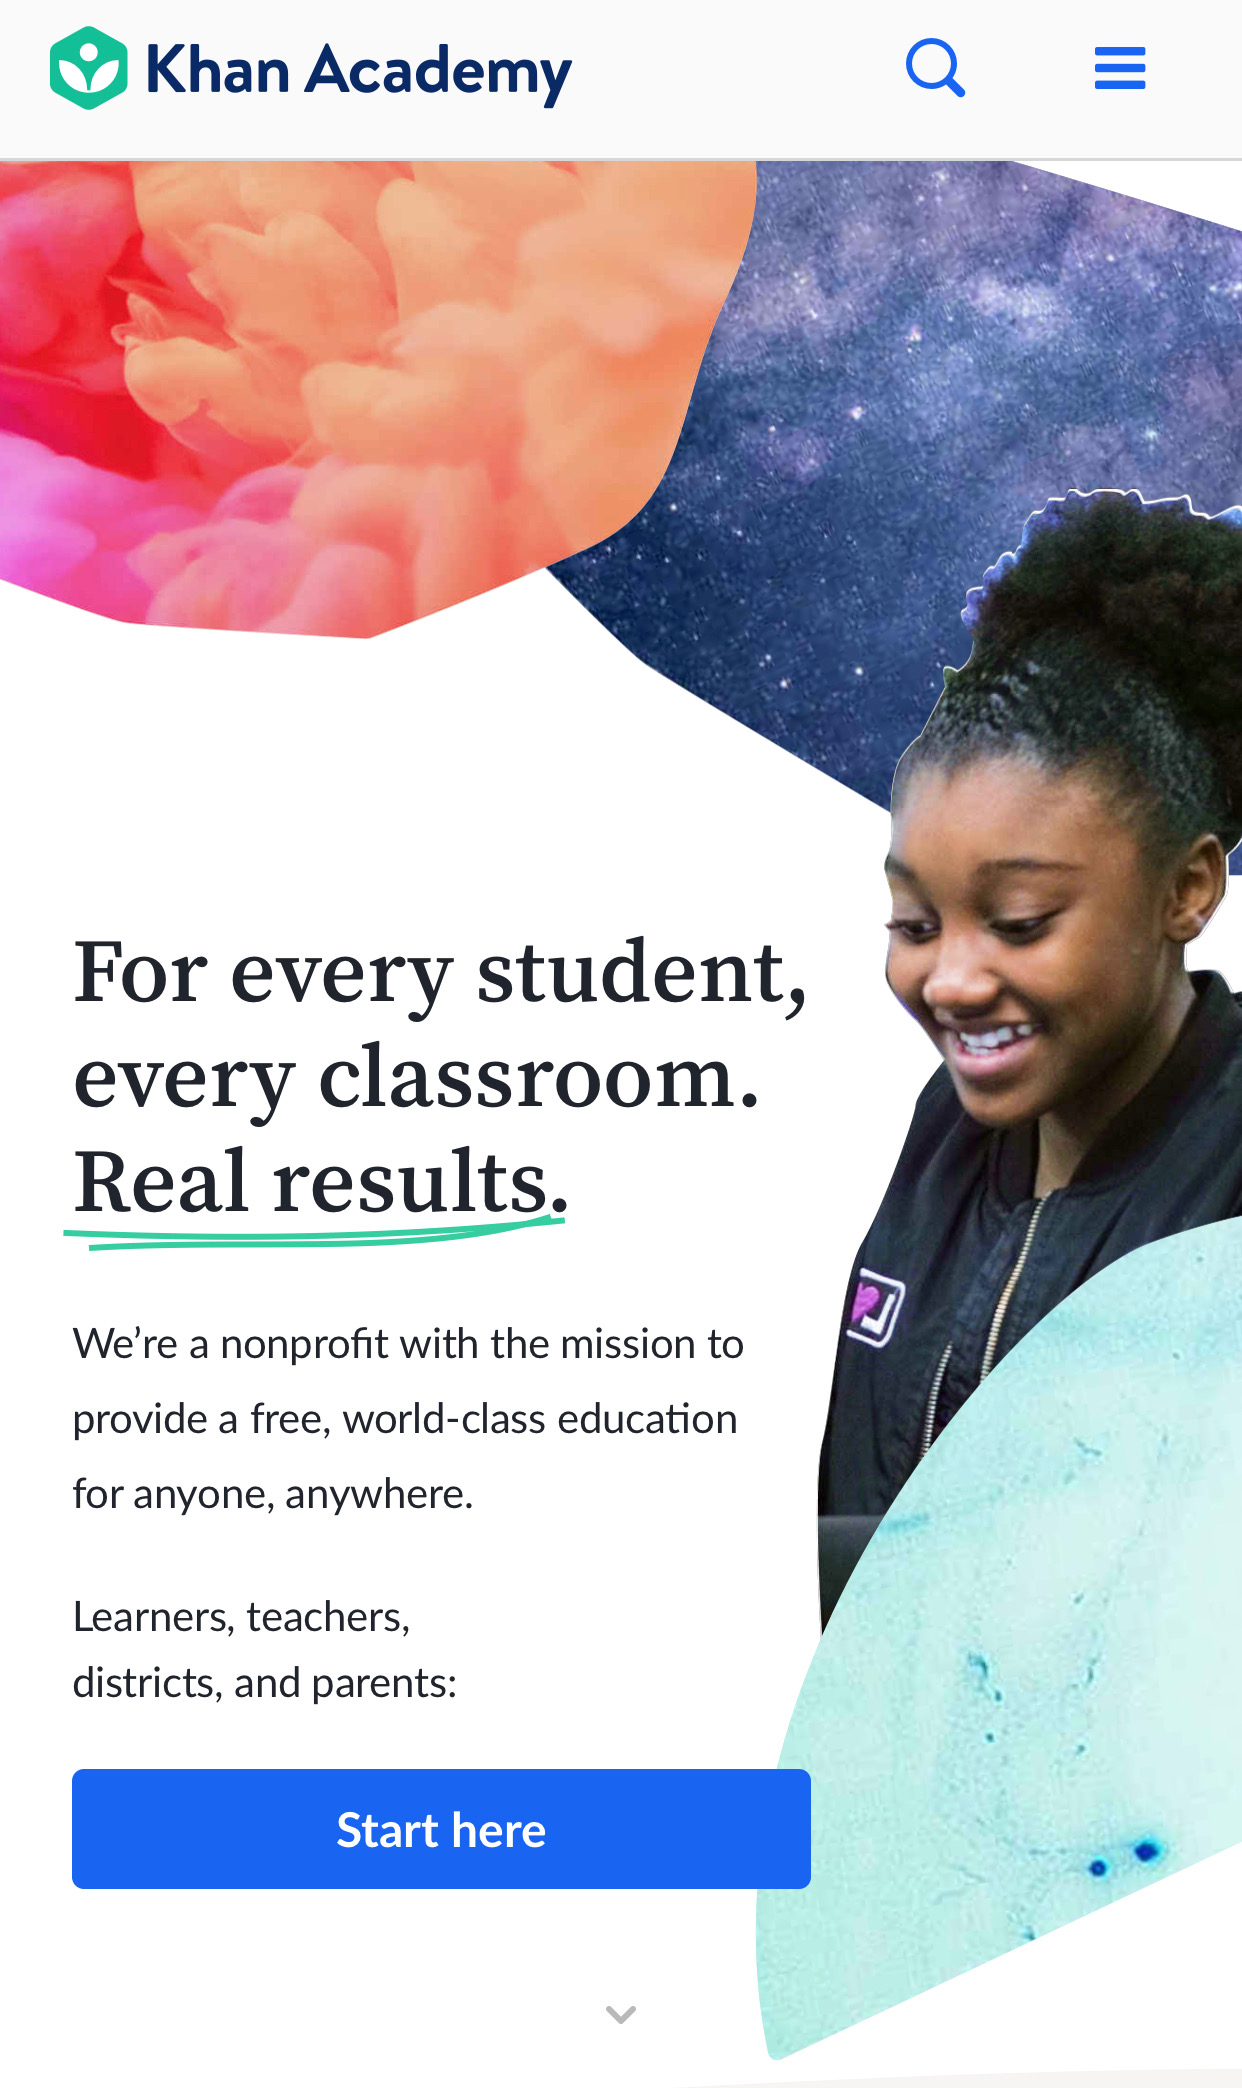 Khan Academy
For every student,
every classroom.
Real results.
We’re a nonprofit with the mission to
provide a free, world-class education
for anyone, anywhere.
Learners, teachers,
districts, and parents:
Start here